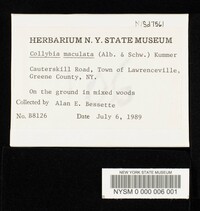 HERBARIUM N. Y. STATE MUSEUM
Collybia maculata (Alb. & Schw.) Kummer
Cauterskill Road, Town of Lawrenceville,
Greene County, NY.
On the ground in mixed woods
Collected by Alan E. Bessette
No. B8126 Date July 6, 1989
NEW YORK STATE MUSEUM
NYSM 0 000 006 001